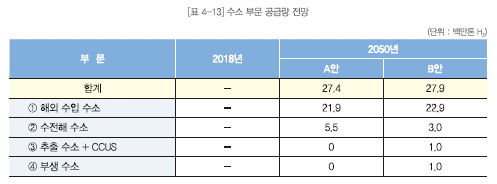 [표 4-13] 수소 부문 공급량 전망
(단위 : 백만톤 H₂)
부 문 2018년 2050년
A안 B안
합계 – 27.4 27.9
① 해외 수입 수소 – 21.9 22.9
② 수전해 수소 – 5.5 3.0
③ 추출 수소 + CCUS – 0 1.0
④ 부생 수소 – 0 1.0